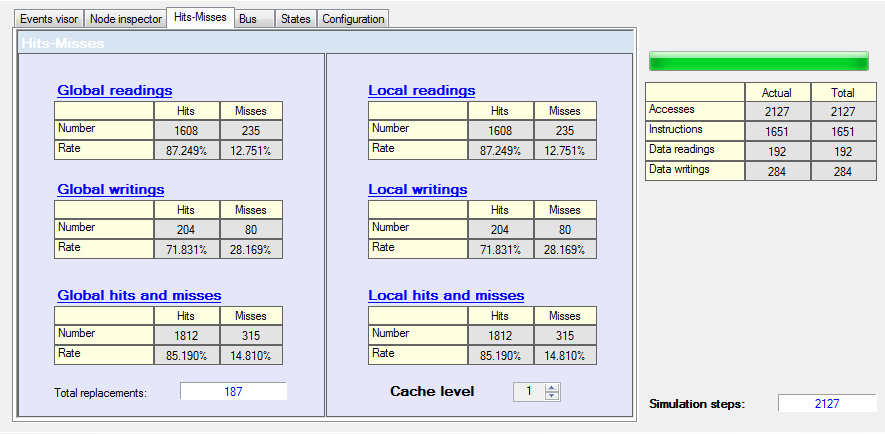 Events visor Node inspector Hits-Misses Bus States Configuration
Hits-Misses
Global readings
Hits Misses
Number 1608 235
Rate 87.249% 12.751%
Global writings
Hits Misses
Number 204 80
Rate 71.831% 28.169%
Global hits and misses
Hits Misses
Number 1812 315
Rate 85.190% 14.810%
Total replacements: 187
Local readings
Hits Misses
Number 1608 235
Rate 87.249% 12.751%
Local writings
Hits Misses
Number 204 80
Rate 71.831% 28.169%
Local hits and misses
Hits Misses
Number 1812 315
Rate 85.190% 14.810%
Cache level 1
Actual Total
Accesses 2127 2127
Instructions 1651 1651
Data readings 192 192
Data writings 284 284
Simulation steps: 2127